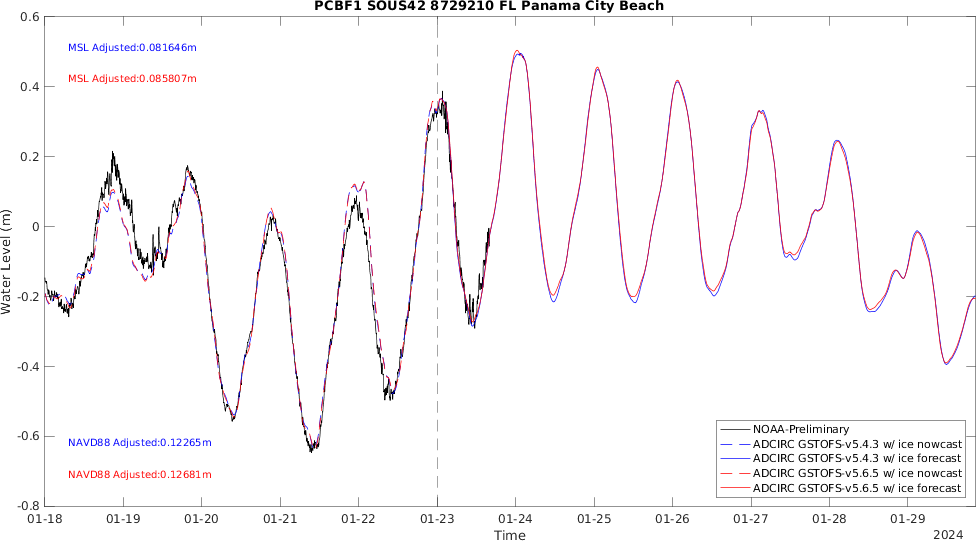 PCBF1 SOUS42 8729210 FL Panama City Beach
0.6
MSL Adjusted:0.081646m
MSL Adjusted:0.085807m
0.4
0.2
0
-0.2
-0.4
-0.6
-0.8
Water Level (m)
NAVD88 Adjusted:0.12265m
NAVD88 Adjusted:0.12681m
NOAA-Preliminary
ADCIRC GSTOFS-v5.4.3 w/ ice nowcast
ADCIRC GSTOFS-v5.4.3 w/ ice forecast
ADCIRC GSTOFS-v5.6.5 w/ ice nowcast
ADCIRC GSTOFS-v5.6.5 w/ ice forecast
01-18 01-19 01-20 01-21 01-22 01-23 01-24 01-25 01-26 01-27 01-28 01-29
Time
2024